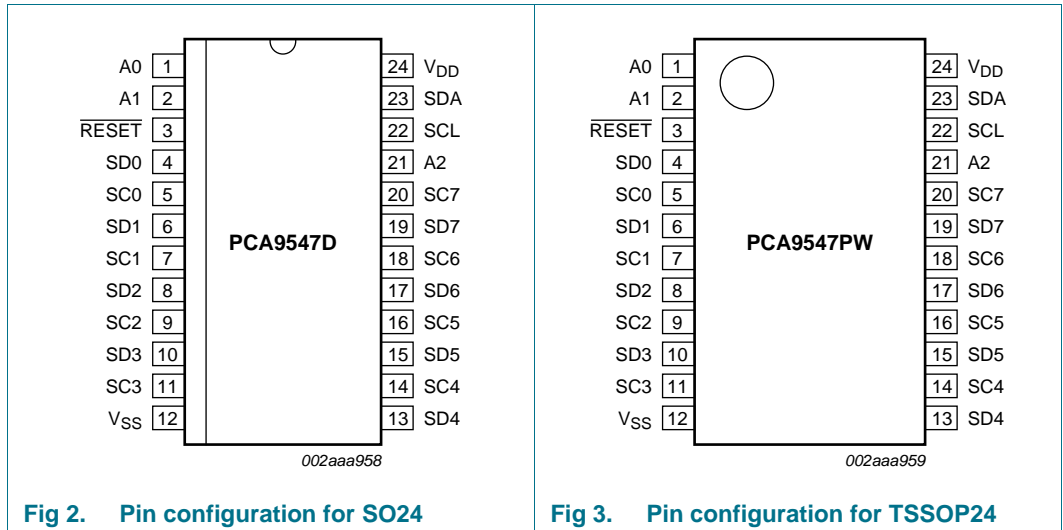 A0 1
A1 2
RESET 3
SD0 4
SC0 5
SD1 6
SC1 7
SD2 8
SC2 9
SD3 10
SC3 11
VSS 12
PCA9547D
24 VDD
23 SDA
22 SCL
21 A2
20 SC7
19 SD7
18 SC6
17 SD6
16 SC5
15 SD5
14 SC4
13 SD4
002aaa958
Fig 2. Pin configuration for SO24
A0 1
A1 2
RESET 3
SD0 4
SC0 5
SD1 6
SC1 7
SD2 8
SC2 9
SD3 10
SC3 11
VSS 12
PCA9547PW
24 VDD
23 SDA
22 SCL
21 A2
20 SC7
19 SD7
18 SC6
17 SD6
16 SC5
15 SD5
14 SC4
13 SD4
002aaa959
Fig 3. Pin configuration for TSSOP24